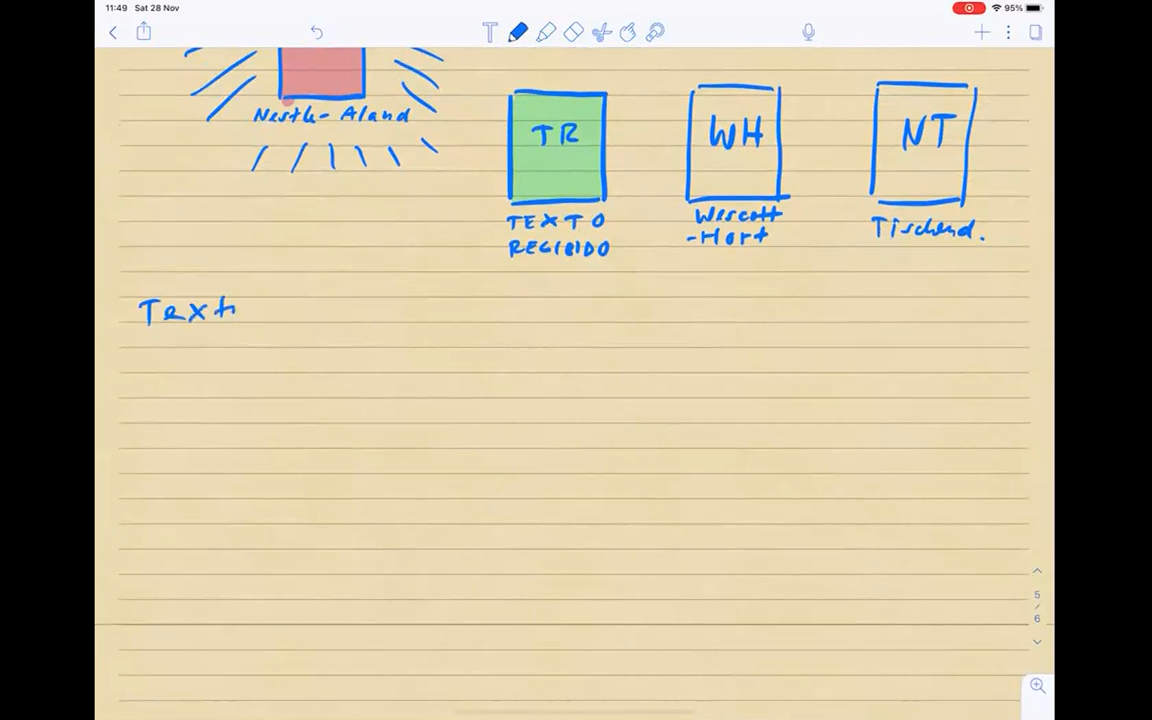 11:49 Sat 28 Nov
95%
T
Nestle-Aland
TR
TEXTO
RECIBIDO
WH
Wescott
-Hort
NT
Tischend.
Text
5
/
6